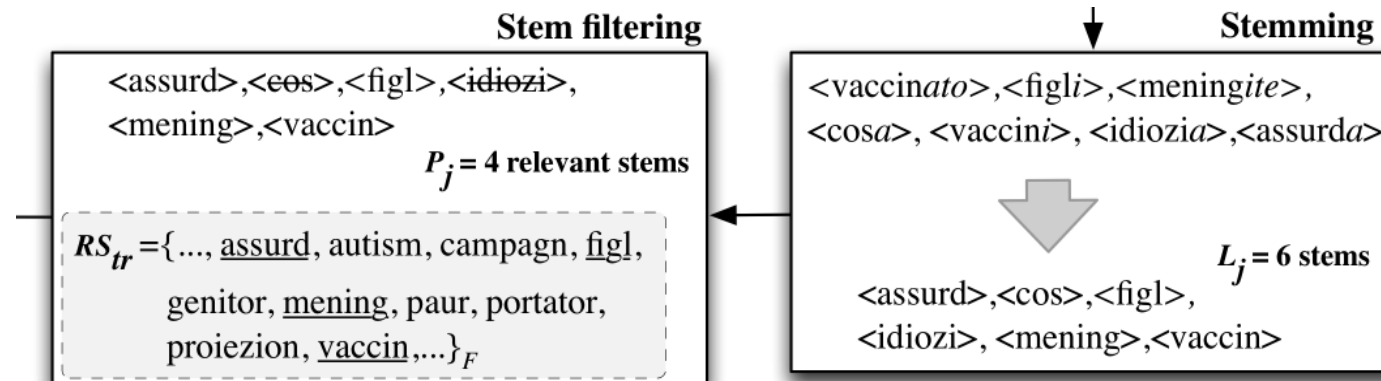 Stem filtering
<assurd>,<cos>,<figl>,<idiozi>,
<mening>,<vaccin>
P_j = 4 relevant stems
RS_tr ={..., assurd, autism, campagn, figl,
genitor, mening, paur, portator,
proiezion, vaccin,...}_F
Stemming
<vaccinato>,<figli>,<meningite>,
<cosa>, <vaccini>, <idiozia>,<assurda>
L_j = 6 stems
<assurd>,<cos>,<figl>,
<idiozi>, <mening>,<vaccin>